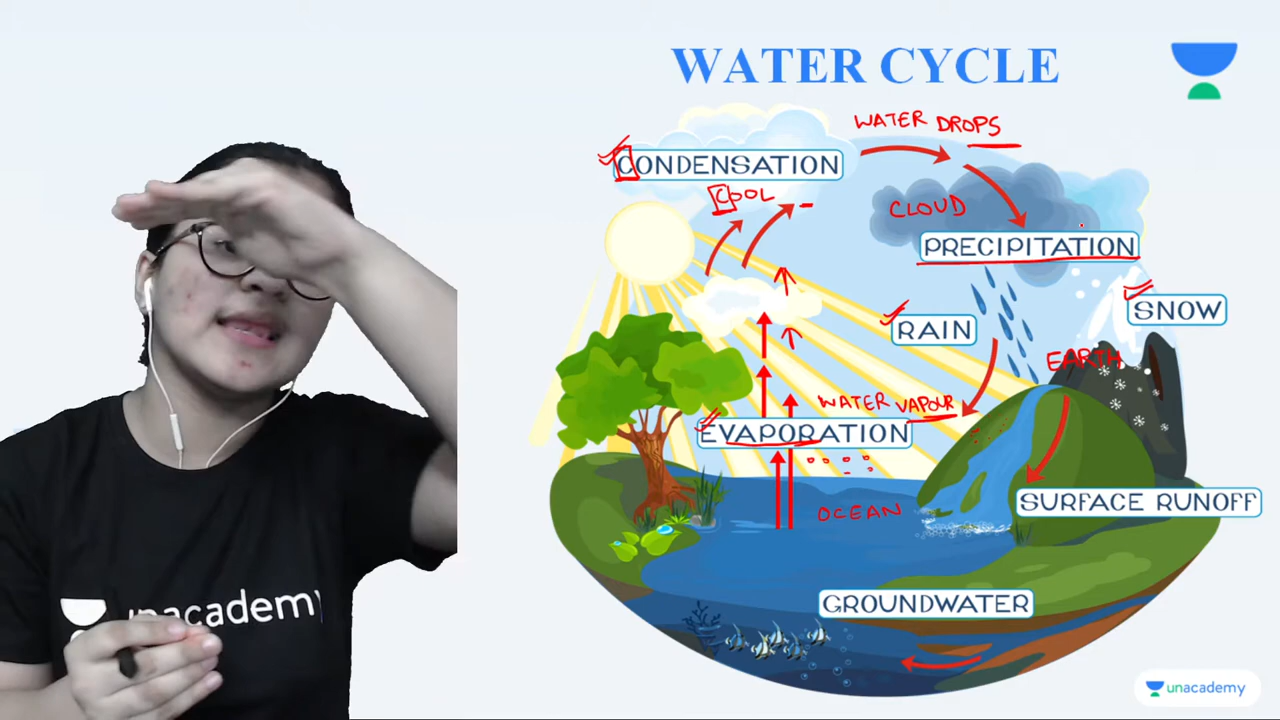 WATER CYCLE
WATER DROPS
CONDENSATION
COOL
CLOUD
PRECIPITATION
SNOW
RAIN
EARTH
WATER VAPOUR
EVAPORATION
SURFACE RUNOFF
OCEAN
unacademy
GROUNDWATER
unacademy